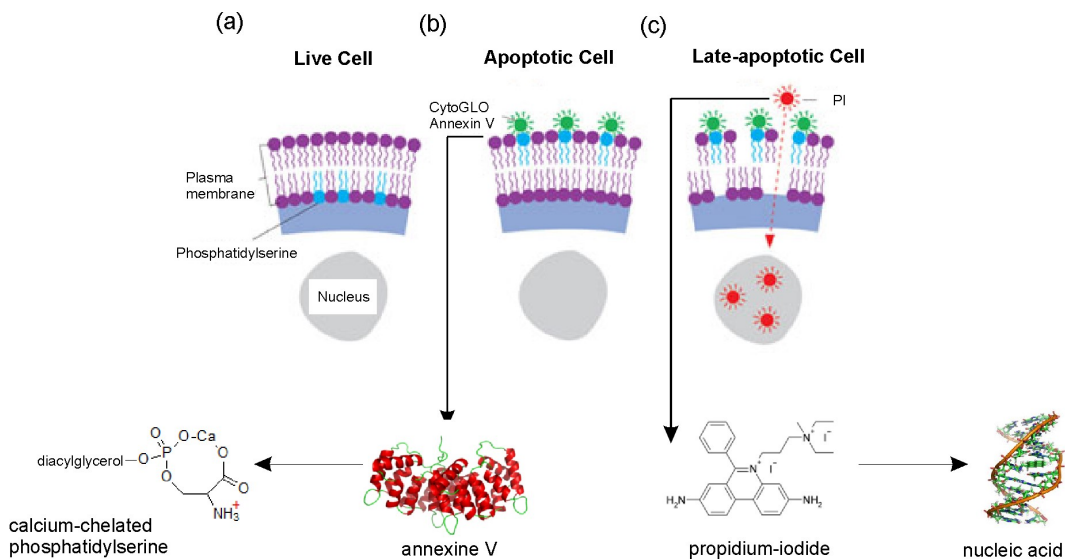 (a)
(b)
(c)
Live Cell
Apoptotic Cell
Late-apoptotic Cell
CytoGLO
Annexin V
PI
Plasma
membrane
Phosphatidylserine
Nucleus
diacylglycerol
O
P
O
O
O-Ca
O
O
NH3
+
calcium-chelated
phosphatidylserine
annexine V
N+
I-
N+
I-
H2N
NH2
propidium-iodide
nucleic acid